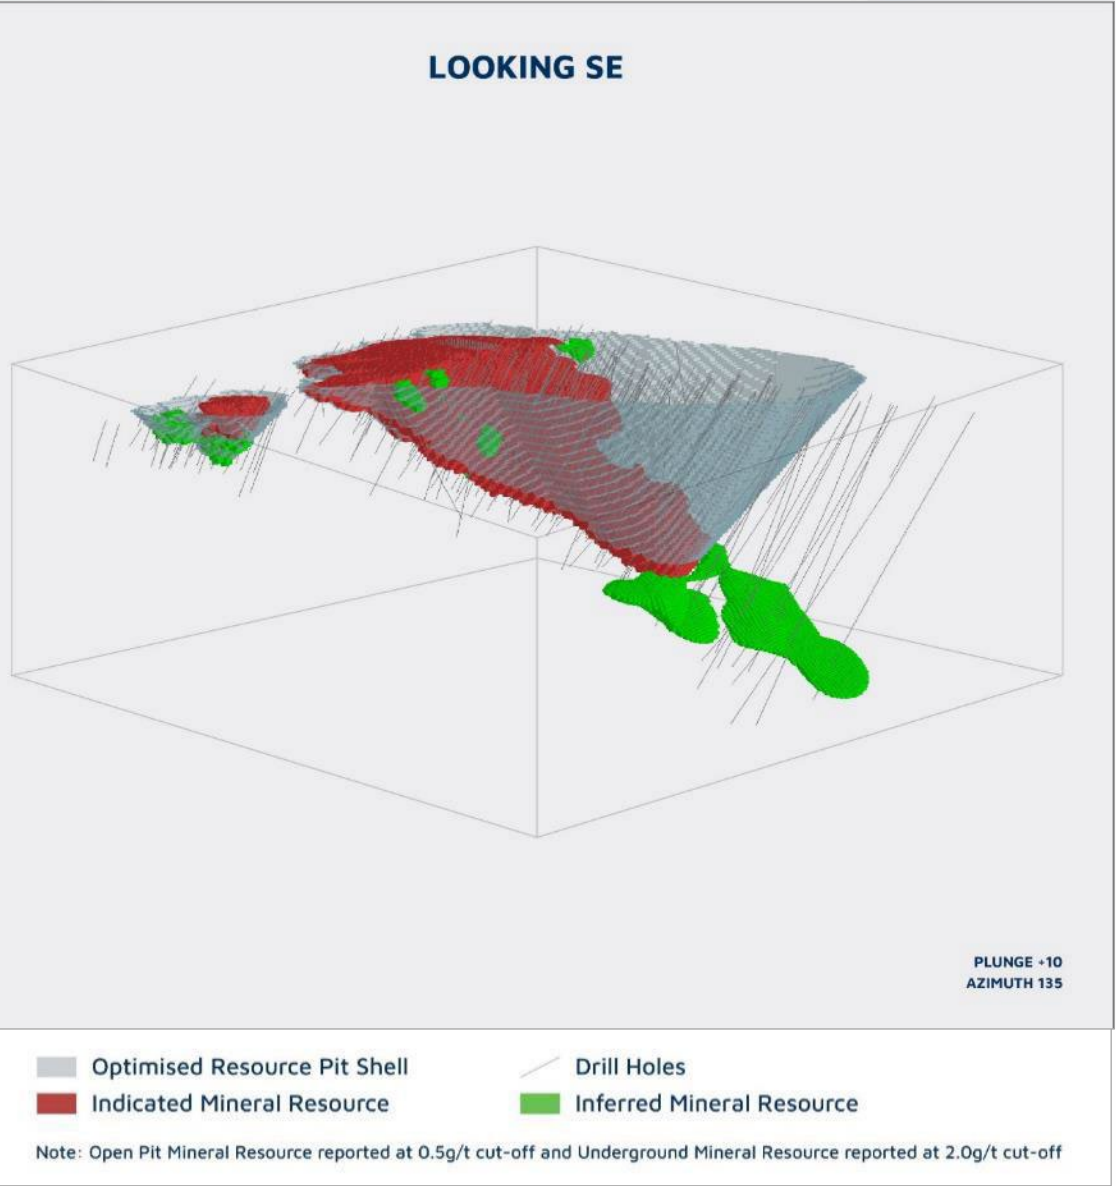 LOOKING SE
PLUNGE +10
AZIMUTH 135
Optimised Resource Pit Shell
Drill Holes
Indicated Mineral Resource
Inferred Mineral Resource
Note: Open Pit Mineral Resource reported at 0.5g/t cut-off and Underground Mineral Resource reported at 2.0g/t cut-off